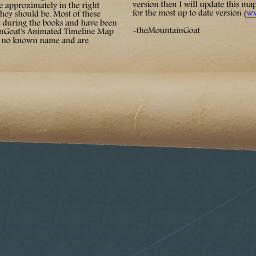 e approximately in the right
hey should be. Most of these
during the books and have been
nGoat's Animated Timeline Map
no known name and are
version then I will update this map
for the most up to date version (
-theMountainGoat